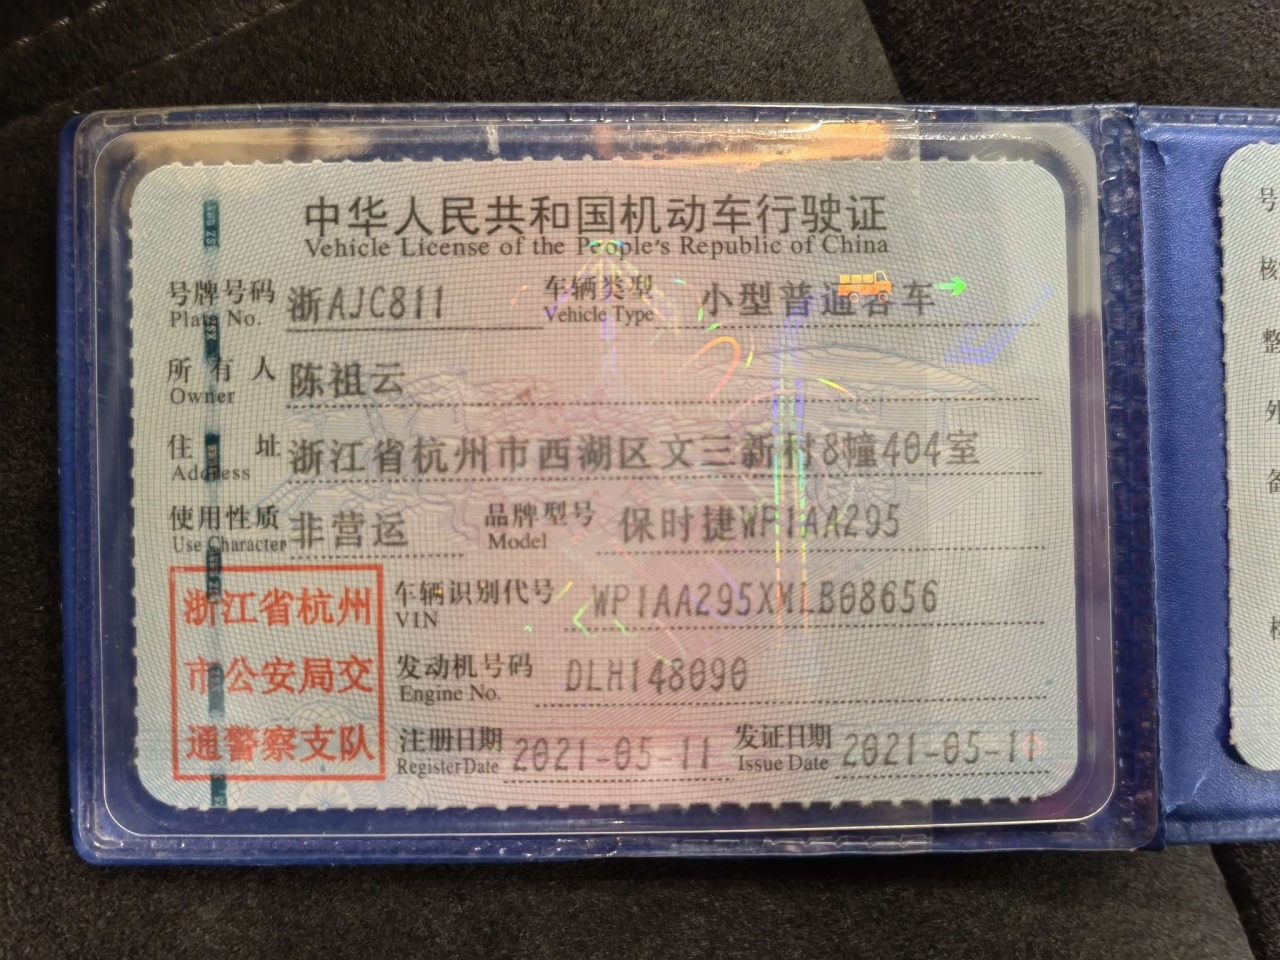 中华人民共和国机动车行驶证
Vehicle License of the People's Republic of China
号牌号码 浙AJC811 车辆类型 小型普通客车
Plate No. Vehicle Type
所有人 陈祖云
Owner
住址 浙江省杭州市西湖区文三新村8幢404室
Address
使用性质 非营运 品牌型号 保时捷WP1AA295
Use Character Model
浙江省杭州
市公安局交
通警察支队
车辆识别代号 WP1AA295XMLB08656
VIN
发动机号码 DLH148090
Engine No.
注册日期 2021-05-11 发证日期 2021-05-11
Register Date Issue Date
号
核
整
备